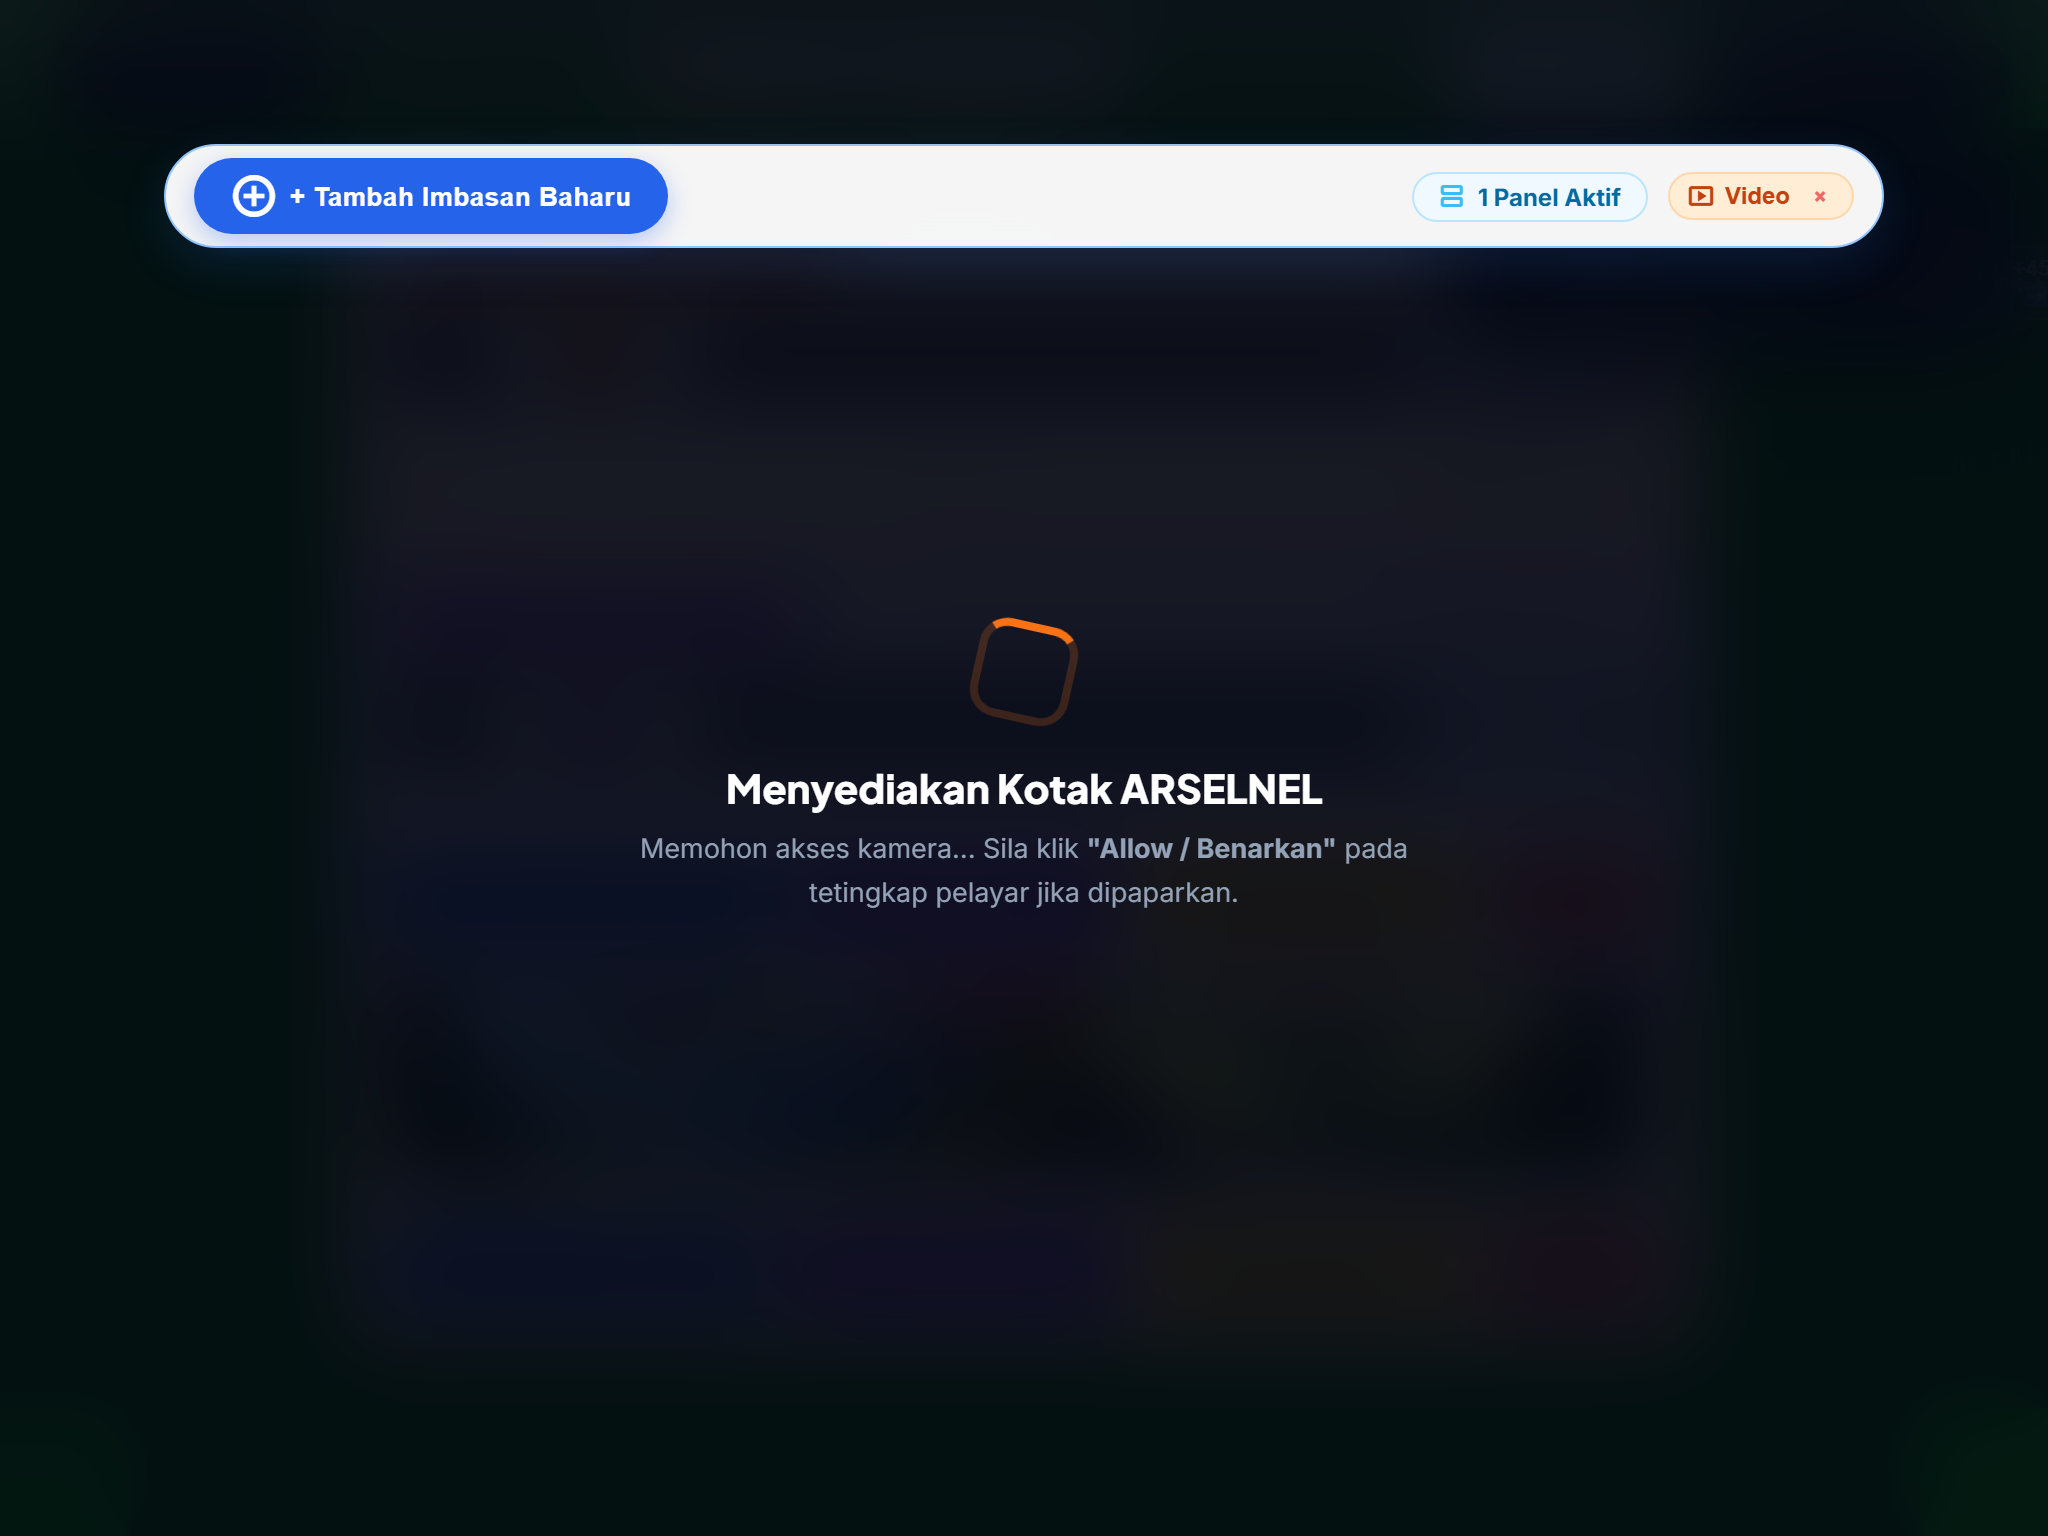 + Tambah Imbasan Baharu
1 Panel Aktif
Video ×
Menyediakan Kotak ARSELNEL
Memohon akses kamera... Sila klik "Allow / Benarkan" pada
tetingkap pelayar jika dipaparkan.